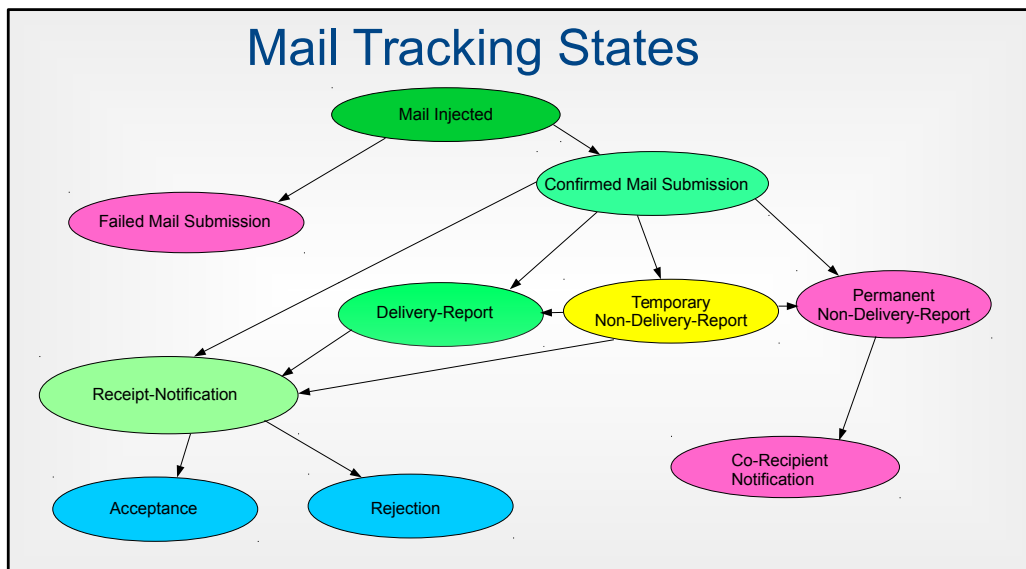 Mail Tracking States
Mail Injected
Confirmed Mail Submission
Failed Mail Submission
Delivery-Report
Temporary
Non-Delivery-Report
Permanent
Non-Delivery-Report
Receipt-Notification
Co-Recipient
Notification
Acceptance
Rejection